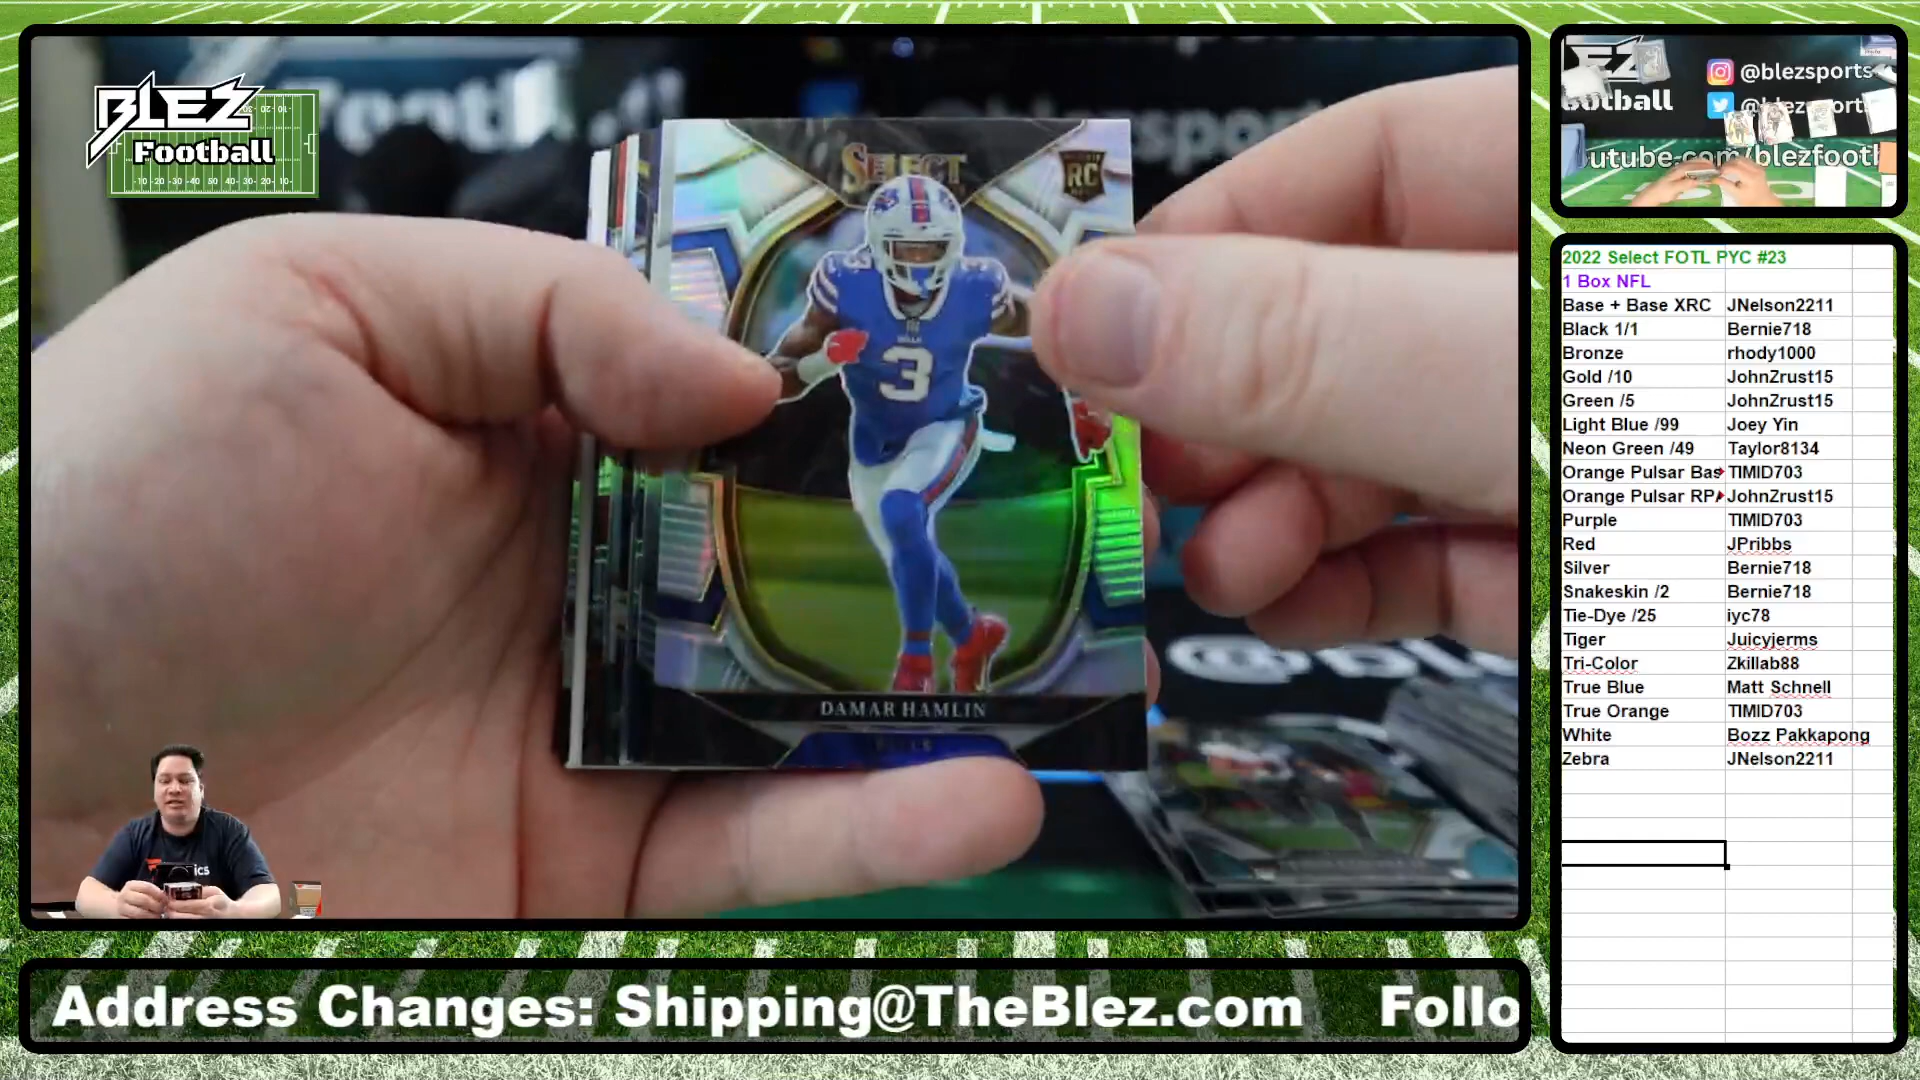 BLEZ
Football
SELECT
RC
3
DAMAR HAMLIN
BILLS
@blezsports
utube.com/blezfootl
2022 Select FOTL PYC #23
1 Box NFL
Base + Base XRC JNelson2211
Black 1/1 Bernie718
Bronze rhody1000
Gold /10 JohnZrust15
Green /5 JohnZrust15
Light Blue /99 Joey Yin
Neon Green /49 Taylor8134
Orange Pulsar Bas TIMID703
Orange Pulsar RPA JohnZrust15
Purple TIMID703
Red JPribbs
Silver Bernie718
Snakeskin /2 Bernie718
Tie-Dye /25 iyc78
Tiger Juicyjerms
Tri-Color Zkillab88
True Blue Matt Schnell
True Orange TIMID703
White Bozz Pakkapong
Zebra JNelson2211
Address Changes: Shipping@TheBlez.com Follo